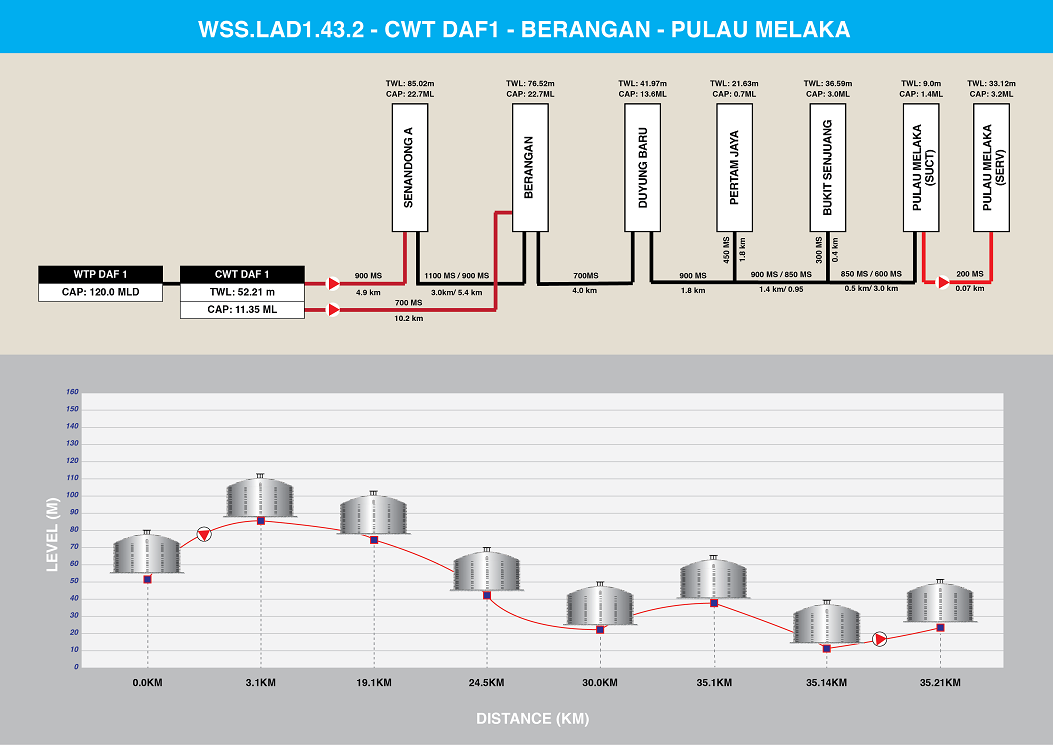 WSS.LAD1.43.2 - CWT DAF1 - BERANGAN - PULAU MELAKA
TWL: 85.02m
CAP: 22.7ML
TWL: 76.52m
CAP: 22.7ML
TWL: 41.97m
CAP: 13.6ML
TWL: 21.63m
CAP: 0.7ML
TWL: 36.59m
CAP: 3.0ML
TWL: 9.0m
CAP: 1.4ML
TWL: 33.12m
CAP: 3.2ML
SENANDONG A
BERANGAN
DUYUNG BARU
PERTAM JAYA
BUKIT SENJUANG
PULAU MELAKA
(SUCT)
PULAU MELAKA
(SERV)
WTP DAF 1
CAP: 120.0 MLD
CWT DAF 1
TWL: 52.21 m
CAP: 11.35 ML
900 MS
4.9 km
1100 MS / 900 MS
3.0km/ 5.4 km
700 MS
10.2 km
700MS
4.0 km
900 MS
1.8 km
450 MS
1.8 km
900 MS / 850 MS
1.4 km/ 0.95
300 MS
0.4 km
850 MS / 600 MS
0.5 km/ 3.0 km
200 MS
0.07 km
LEVEL (M)
160
150
140
130
120
110
100
90
80
70
60
50
40
30
20
10
0
0.0KM
3.1KM
19.1KM
24.5KM
30.0KM
35.1KM
35.14KM
35.21KM
DISTANCE (KM)